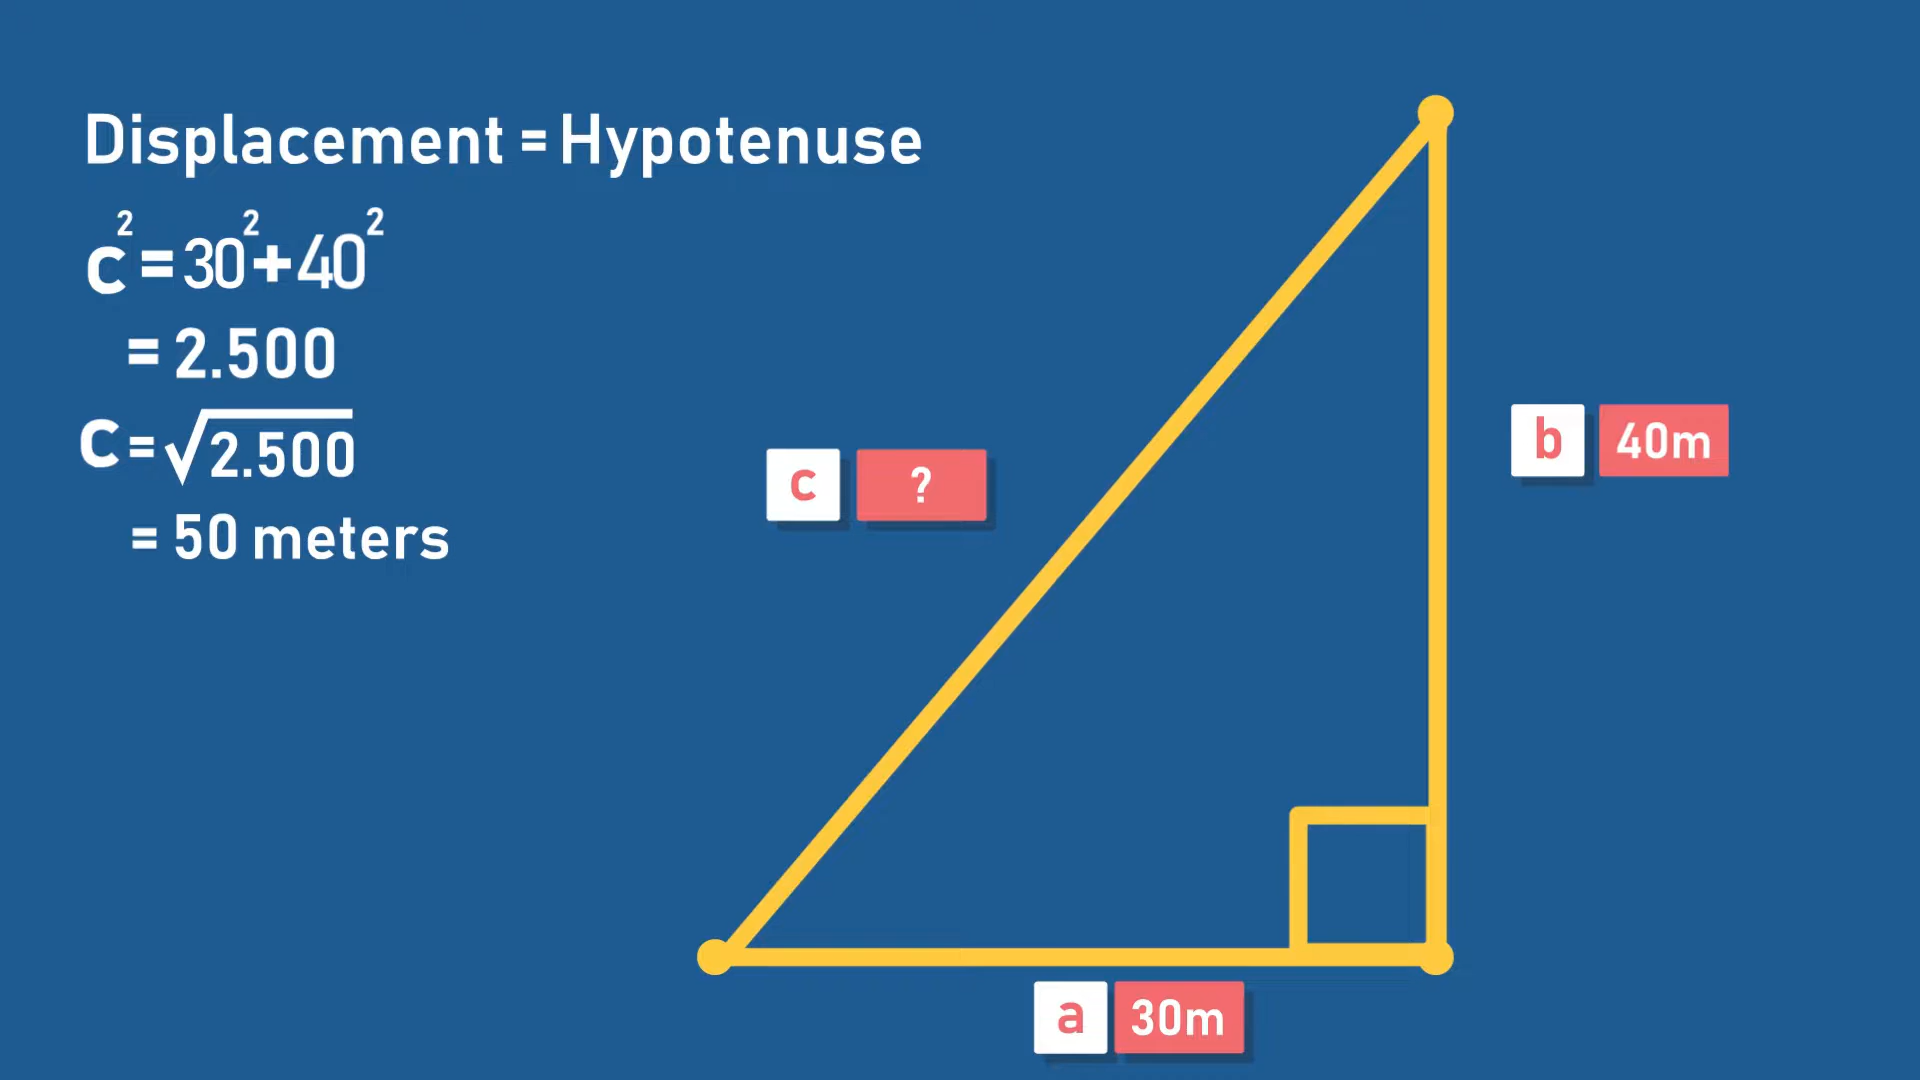 Displacement = Hypotenuse
c² = 30² + 40²
= 2.500
c = √2.500
= 50 meters
b 40m
c ?
a 30m